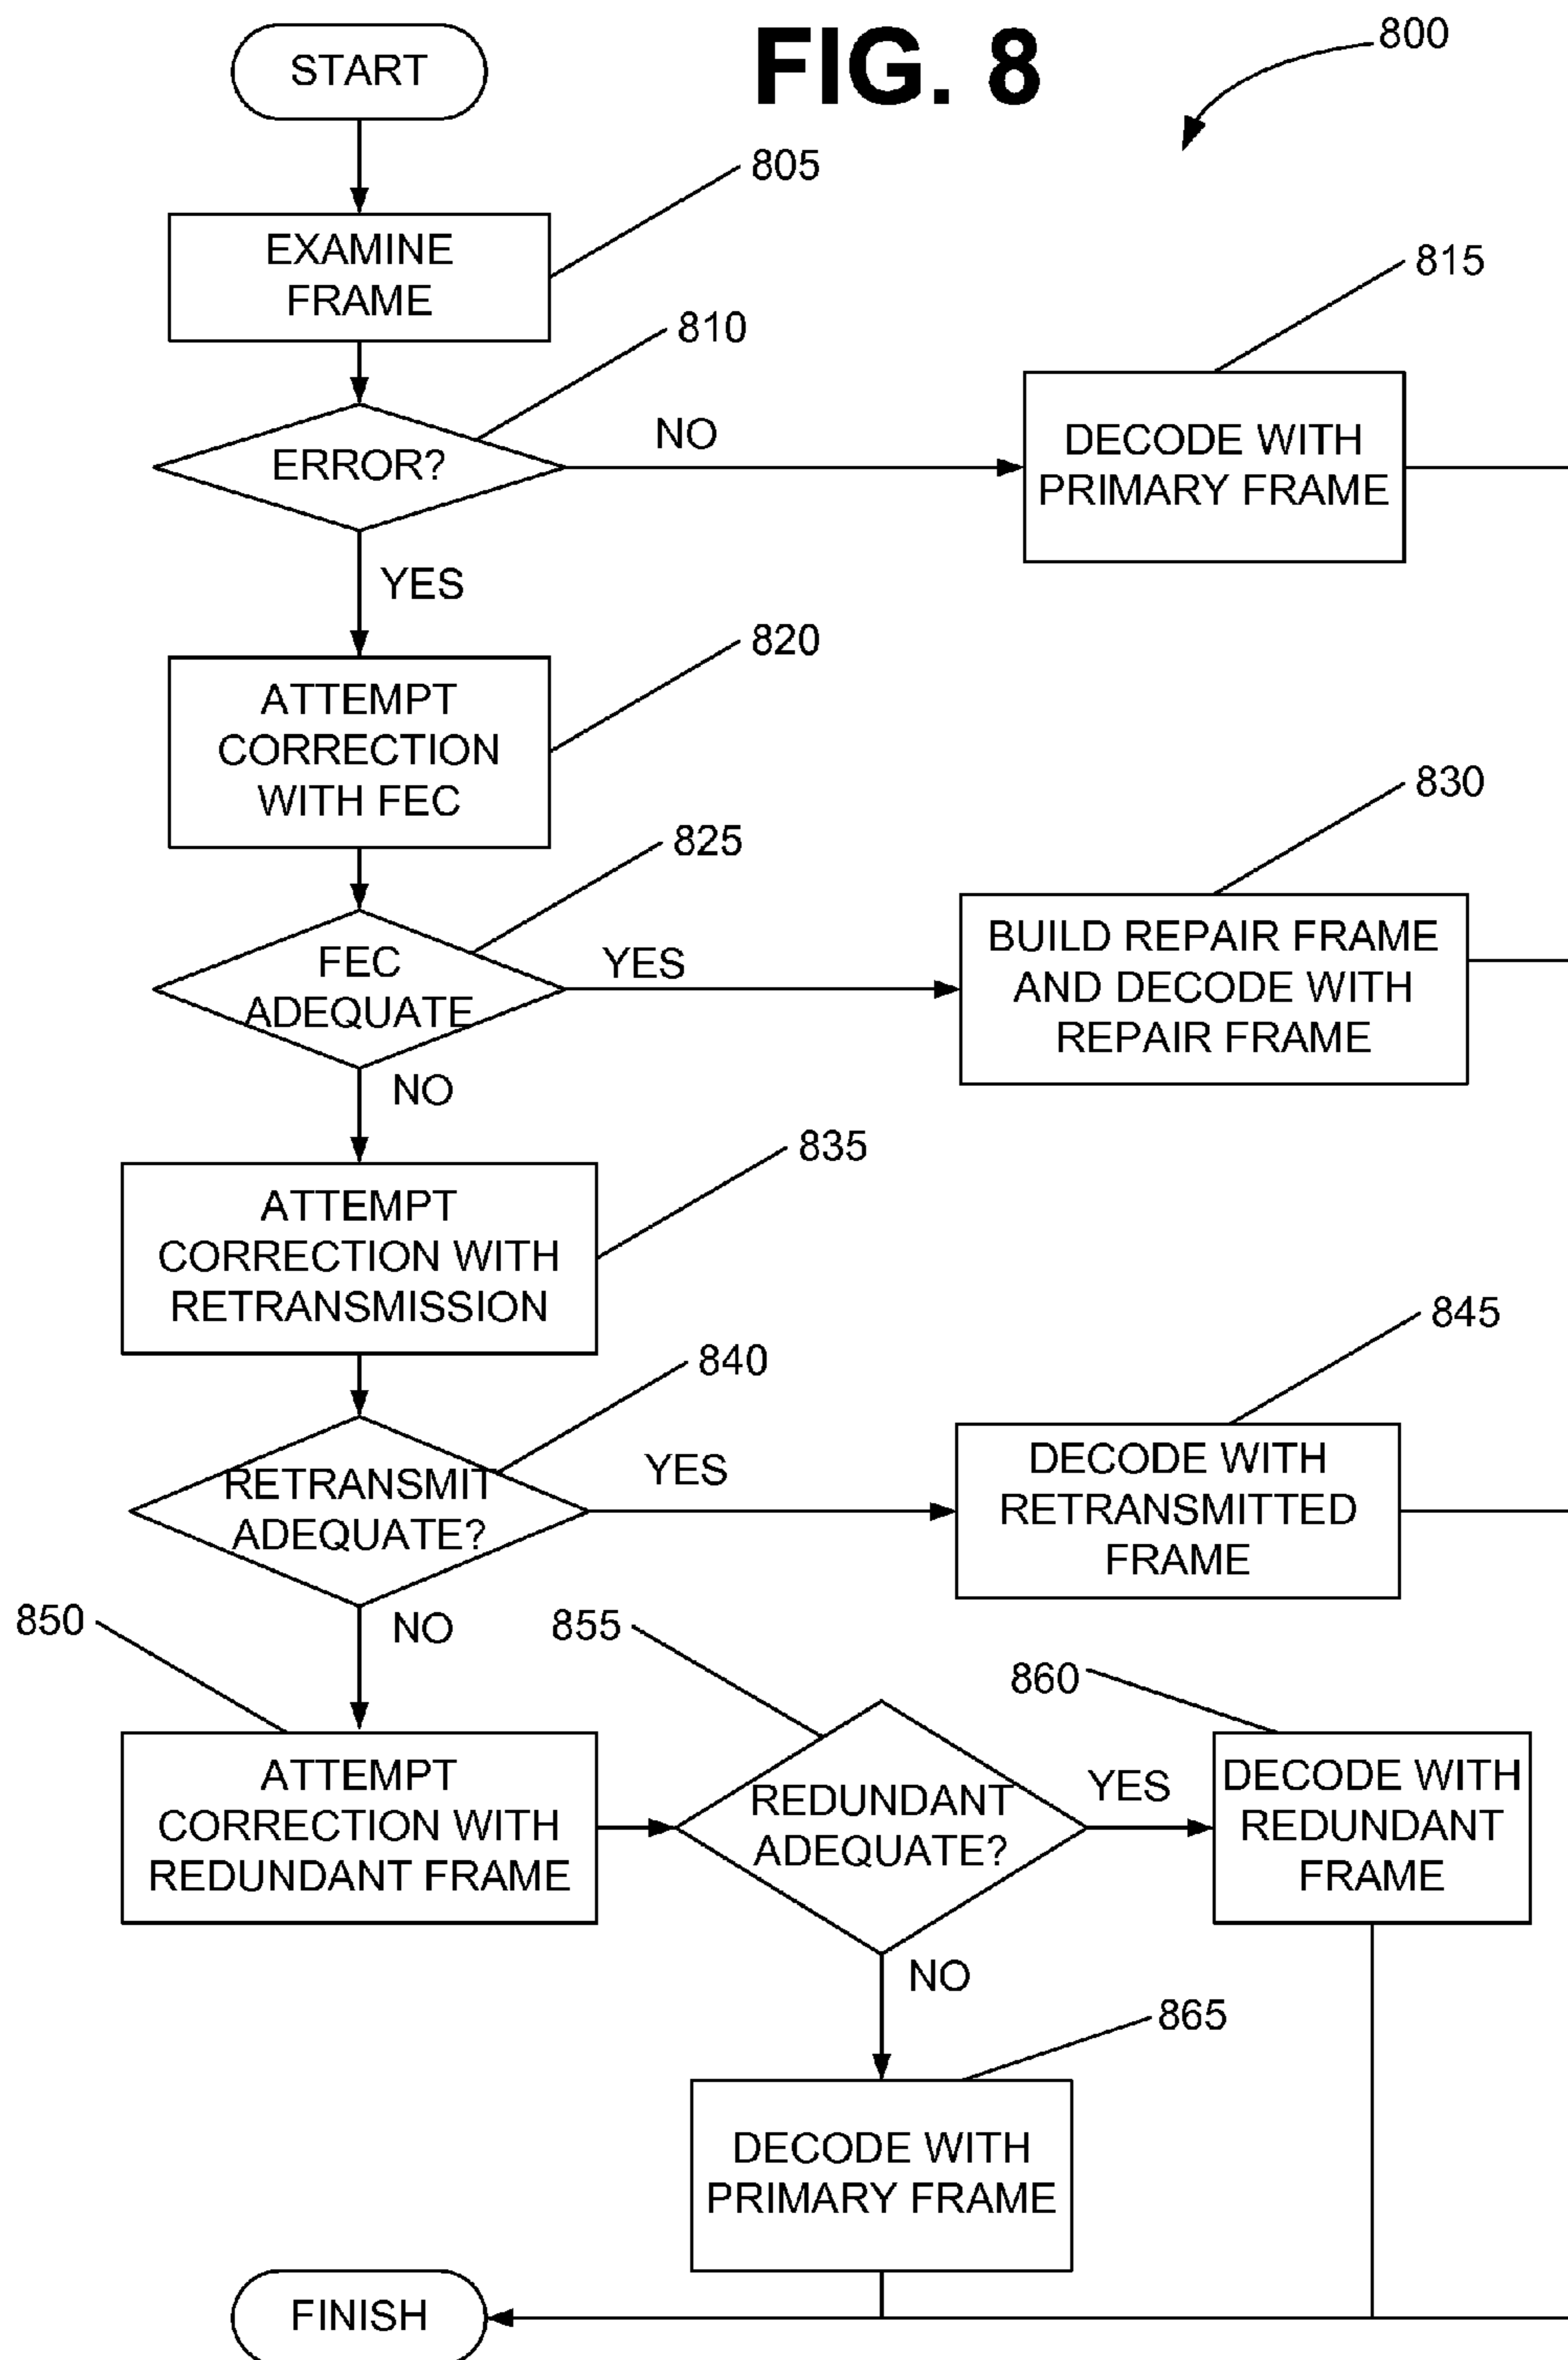 START
FIG. 8
800
805
EXAMINE
FRAME
810
815
ERROR?
NO
DECODE WITH
PRIMARY FRAME
YES
820
ATTEMPT
CORRECTION
WITH FEC
825
830
FEC
ADEQUATE
YES
BUILD REPAIR FRAME
AND DECODE WITH
REPAIR FRAME
NO
835
ATTEMPT
CORRECTION WITH
RETRANSMISSION
840
845
RETRANSMIT
ADEQUATE?
YES
DECODE WITH
RETRANSMITTED
FRAME
NO
850
855
860
ATTEMPT
CORRECTION WITH
REDUNDANT FRAME
REDUNDANT
ADEQUATE?
YES
DECODE WITH
REDUNDANT
FRAME
NO
865
DECODE WITH
PRIMARY FRAME
FINISH